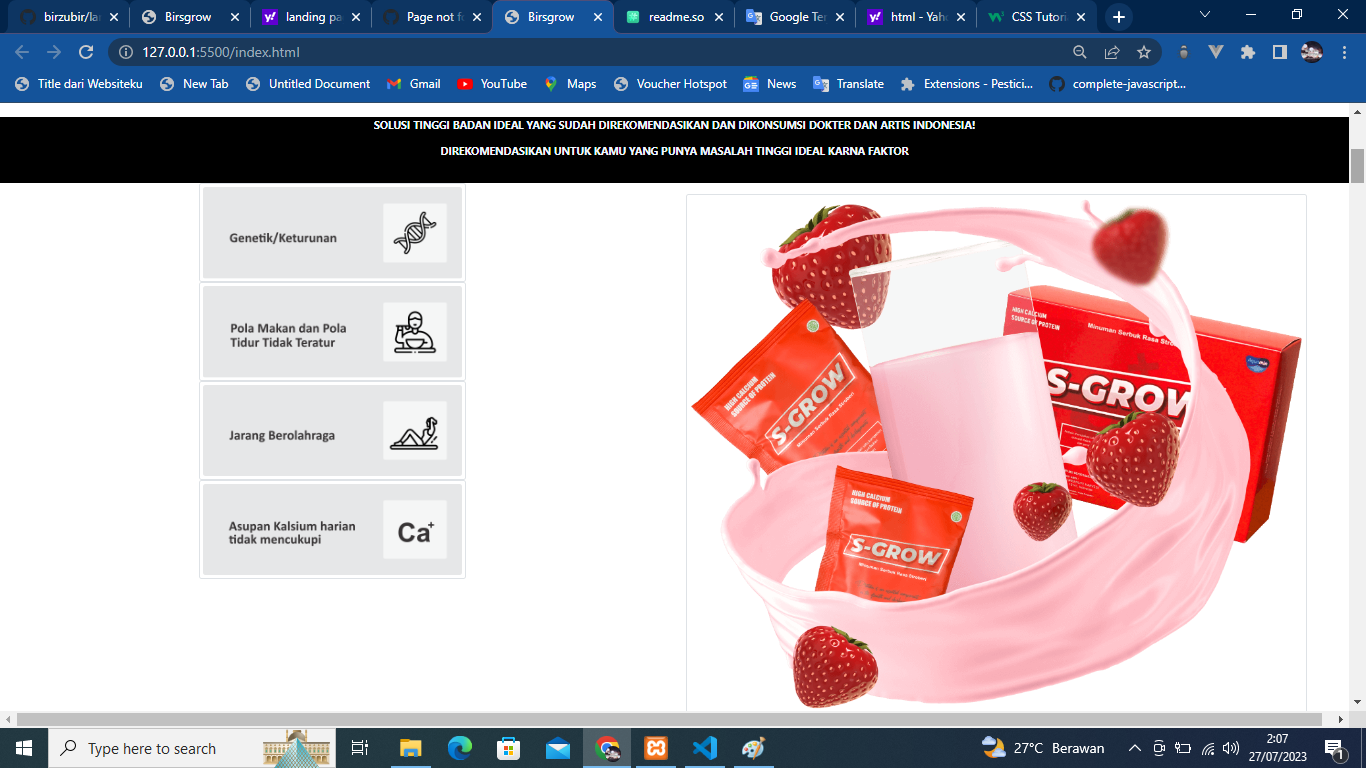 birzubir/la
Birsgrow
landing pa
Page not f
Birsgrow
readme.so
Google Te
html - Yah
CSS Tutori
127.0.0.1:5500/index.html
Title dari Websiteku
New Tab
Untitled Document
Gmail
YouTube
Maps
Voucher Hotspot
News
Translate
Extensions - Pestici...
complete-javascript...
SOLUSI TINGGI BADAN IDEAL YANG SUDAH DIREKOMENDASIKAN DAN DIKONSUMSI DOKTER DAN ARTIS INDONESIA!
DIREKOMENDASIKAN UNTUK KAMU YANG PUNYA MASALAH TINGGI IDEAL KARNA FAKTOR
Genetik/Keturunan
Pola Makan dan Pola
Tidur Tidak Teratur
Jarang Berolahraga
Asupan Kalsium harian
tidak mencukupi
Ca+
HIGH CALCIUM
SOURCE OF PROTEIN
S-GROW
Minuman Serbuk Rasa Stroberi
HIGH CALCIUM
SOURCE OF PROTEIN
Minuman Serbuk Rasa Stro
S-GROW
HIGH CALCIUM
SOURCE OF PROTEIN
S-GROW
Minuman Serbuk Rasa Stroberi
Type here to search
27°C Berawan
2:07
27/07/2023
1